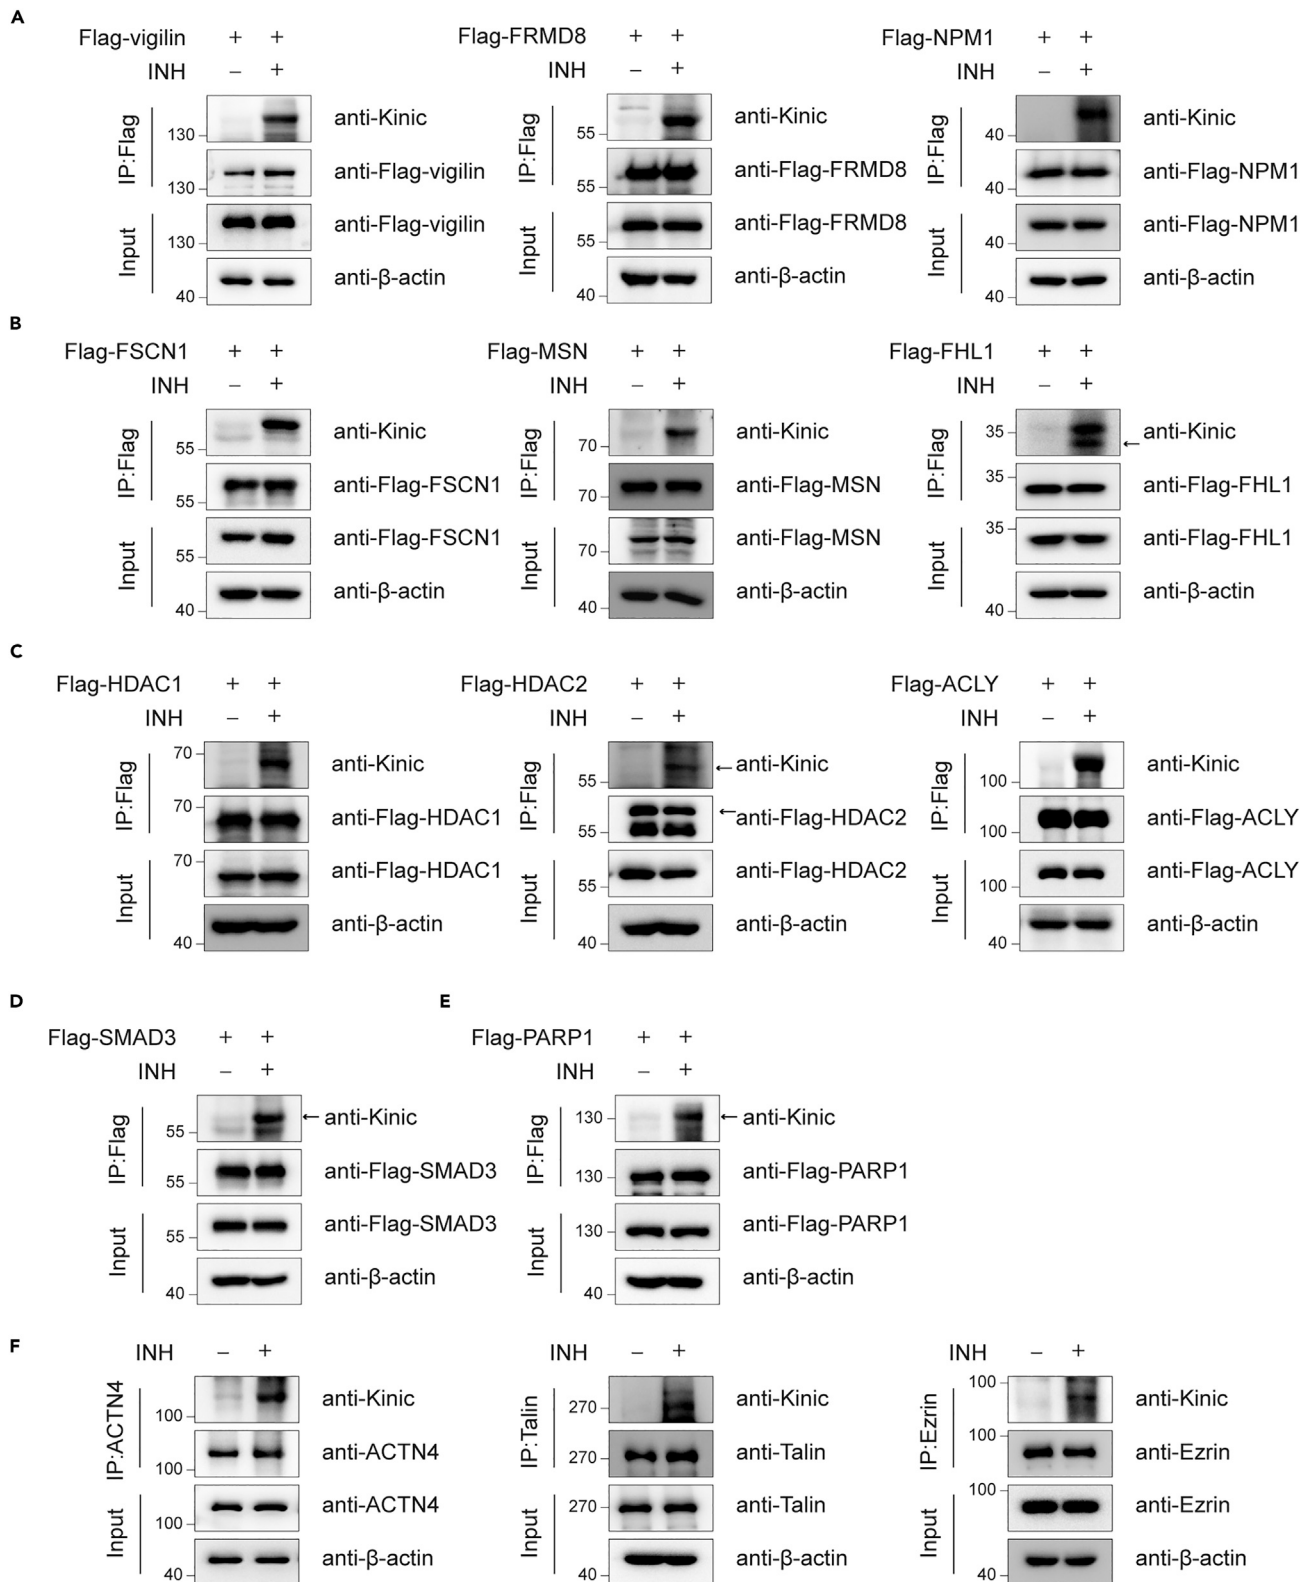 A
Flag-vigilin + +
INH – +
IP:Flag
130
anti-Kinic
130
anti-Flag-vigilin
Input
130
anti-Flag-vigilin
40
anti-β-actin
Flag-FRMD8 + +
INH – +
IP:Flag
55
anti-Kinic
55
anti-Flag-FRMD8
Input
55
anti-Flag-FRMD8
40
anti-β-actin
Flag-NPM1 + +
INH – +
IP:Flag
40
anti-Kinic
40
anti-Flag-NPM1
Input
40
anti-Flag-NPM1
40
anti-β-actin
B
Flag-FSCN1 + +
INH – +
IP:Flag
55
anti-Kinic
55
anti-Flag-FSCN1
Input
55
anti-Flag-FSCN1
40
anti-β-actin
Flag-MSN + +
INH – +
IP:Flag
70
anti-Kinic
70
anti-Flag-MSN
Input
70
anti-Flag-MSN
40
anti-β-actin
Flag-FHL1 + +
INH – +
IP:Flag
35
← anti-Kinic
35
anti-Flag-FHL1
Input
35
anti-Flag-FHL1
40
anti-β-actin
C
Flag-HDAC1 + +
INH – +
IP:Flag
70
anti-Kinic
70
anti-Flag-HDAC1
Input
70
anti-Flag-HDAC1
40
anti-β-actin
Flag-HDAC2 + +
INH – +
IP:Flag
55
← anti-Kinic
55
← anti-Flag-HDAC2
Input
55
anti-Flag-HDAC2
40
anti-β-actin
Flag-ACLY + +
INH – +
IP:Flag
100
anti-Kinic
100
anti-Flag-ACLY
Input
100
anti-Flag-ACLY
40
anti-β-actin
D
Flag-SMAD3 + +
INH – +
IP:Flag
55
← anti-Kinic
55
anti-Flag-SMAD3
Input
55
anti-Flag-SMAD3
40
anti-β-actin
E
Flag-PARP1 + +
INH – +
IP:Flag
130
← anti-Kinic
130
anti-Flag-PARP1
Input
130
anti-Flag-PARP1
40
anti-β-actin
F
INH – +
IP:ACTN4
100
anti-Kinic
100
anti-ACTN4
Input
100
anti-ACTN4
40
anti-β-actin
INH – +
IP:Talin
270
anti-Kinic
270
anti-Talin
Input
270
anti-Talin
40
anti-β-actin
INH – +
IP:Ezrin
100
anti-Kinic
100
anti-Ezrin
Input
100
anti-Ezrin
40
anti-β-actin